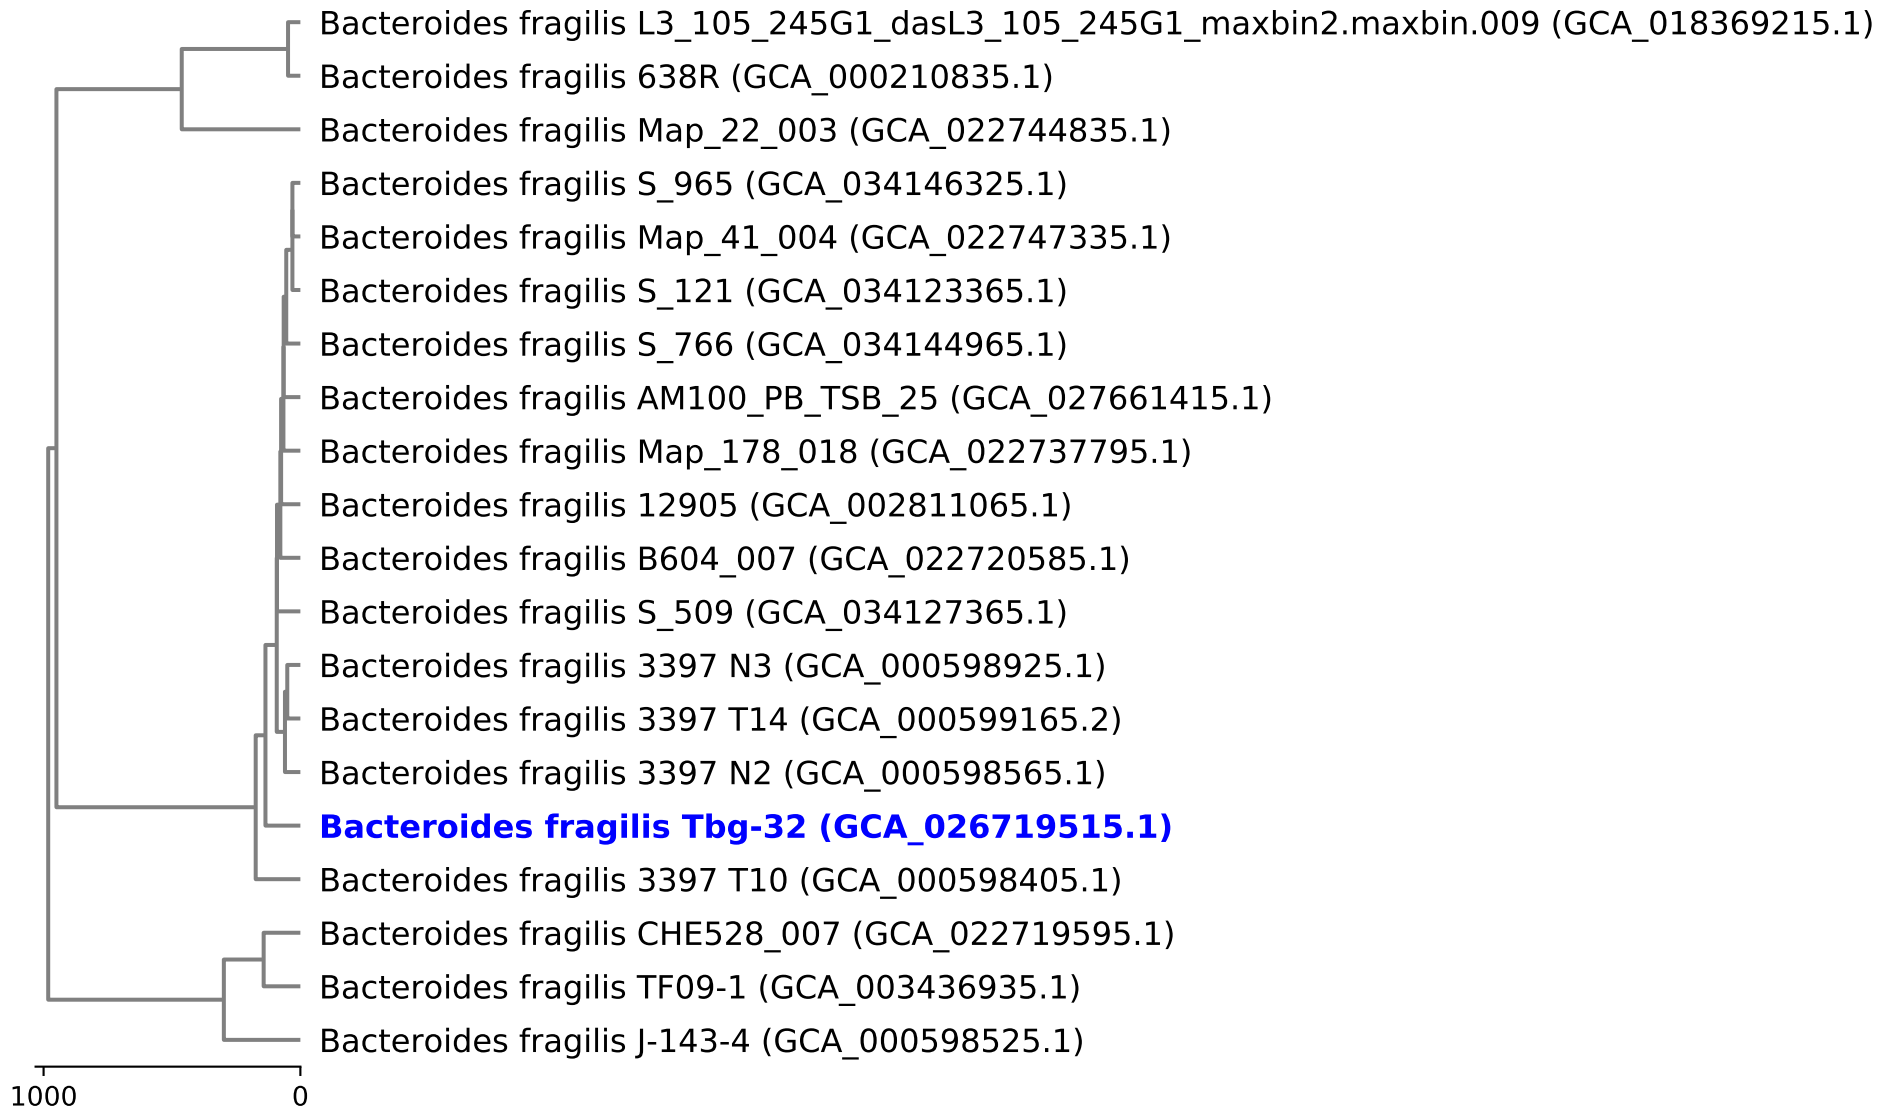 Bacteroides fragilis L3_105_245G1_dasL3_105_245G1_maxbin2.maxbin.009 (GCA_018369215.1)
Bacteroides fragilis 638R (GCA_000210835.1)
Bacteroides fragilis Map_22_003 (GCA_022744835.1)
Bacteroides fragilis S_965 (GCA_034146325.1)
Bacteroides fragilis Map_41_004 (GCA_022747335.1)
Bacteroides fragilis S_121 (GCA_034123365.1)
Bacteroides fragilis S_766 (GCA_034144965.1)
Bacteroides fragilis AM100_PB_TSB_25 (GCA_027661415.1)
Bacteroides fragilis Map_178_018 (GCA_022737795.1)
Bacteroides fragilis 12905 (GCA_002811065.1)
Bacteroides fragilis B604_007 (GCA_022720585.1)
Bacteroides fragilis S_509 (GCA_034127365.1)
Bacteroides fragilis 3397 N3 (GCA_000598925.1)
Bacteroides fragilis 3397 T14 (GCA_000599165.2)
Bacteroides fragilis 3397 N2 (GCA_000598565.1)
Bacteroides fragilis Tbg-32 (GCA_026719515.1)
Bacteroides fragilis 3397 T10 (GCA_000598405.1)
Bacteroides fragilis CHE528_007 (GCA_022719595.1)
Bacteroides fragilis TF09-1 (GCA_003436935.1)
Bacteroides fragilis J-143-4 (GCA_000598525.1)
1000 0